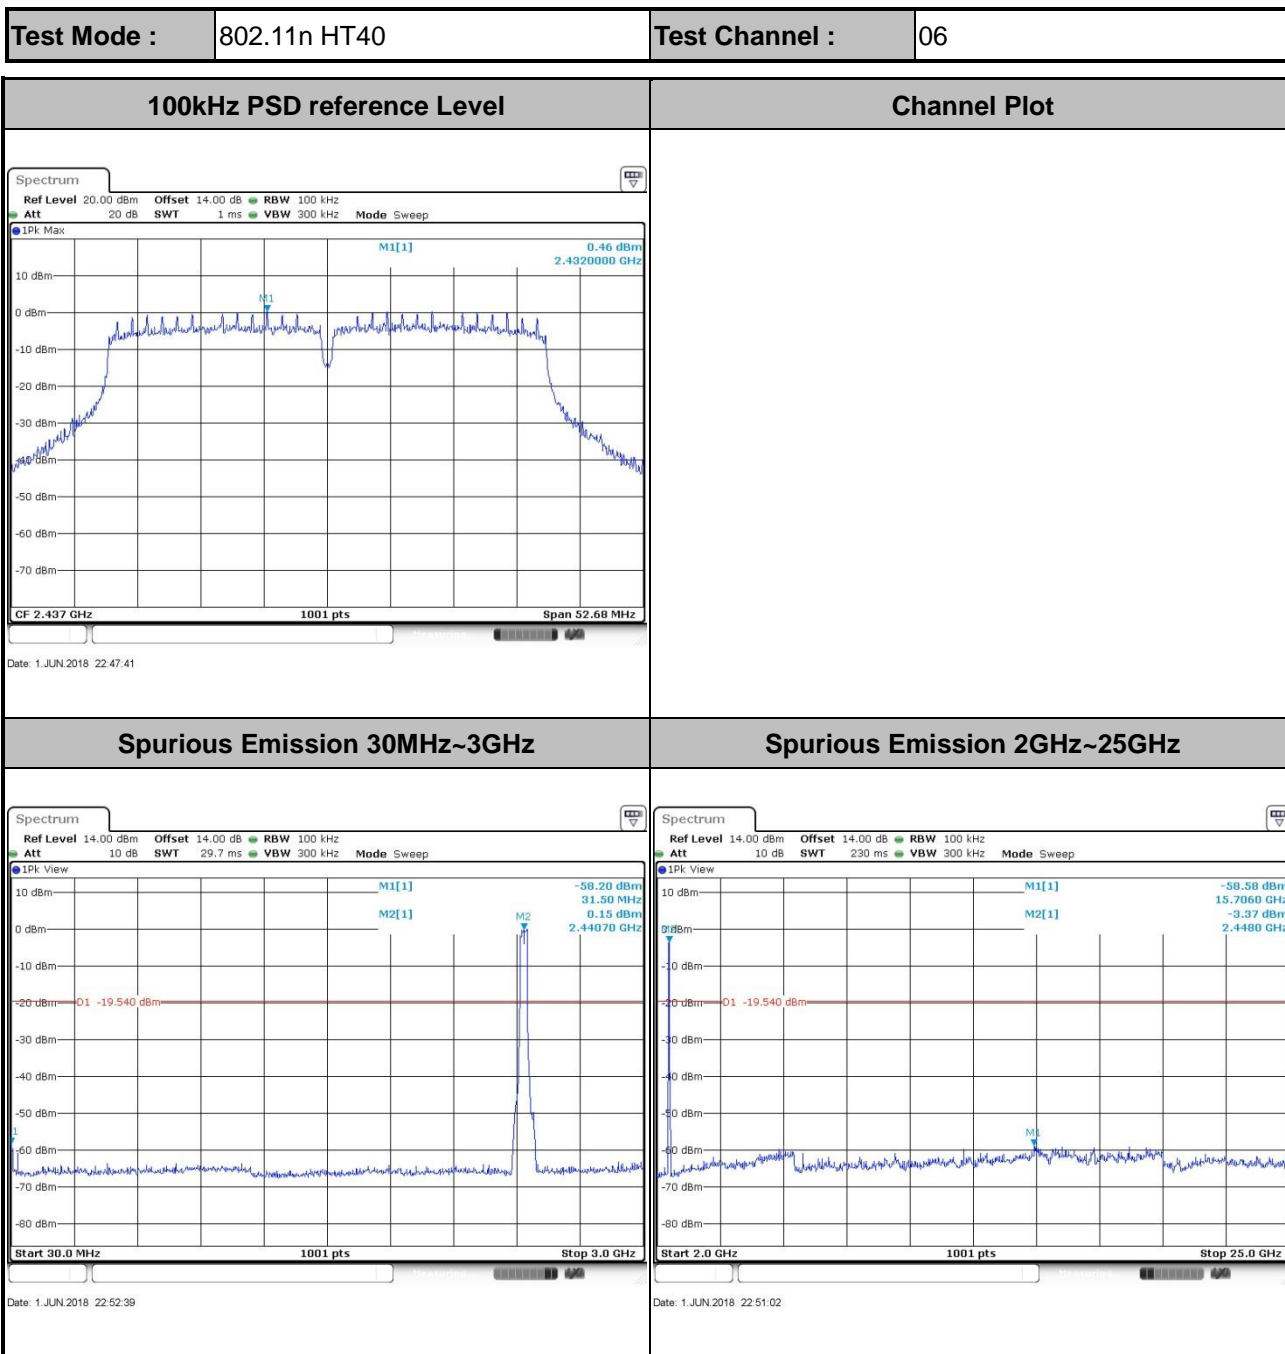 Test Mode : 802.11n HT40 Test Channel : 06
100kHz PSD reference Level Channel Plot
Spectrum
Ref Level 20.00 dBm Offset 14.00 dB RBW 100 kHz
Att 20 dB SWT 1 ms VBW 300 kHz Mode Sweep
1Pk Max
M1[1] 0.46 dBm
2.4320000 GHz
10 dBm
M1
0 dBm
-10 dBm
-20 dBm
-30 dBm
-40 dBm
-50 dBm
-60 dBm
-70 dBm
CF 2.437 GHz 1001 pts Span 52.68 MHz
Date: 1.JUN.2018 22:47:41
Spurious Emission 30MHz~3GHz Spurious Emission 2GHz~25GHz
Spectrum
Ref Level 14.00 dBm Offset 14.00 dB RBW 100 kHz
Att 10 dB SWT 29.7 ms VBW 300 kHz Mode Sweep
1Pk View
M1[1] -58.20 dBm
31.50 MHz
M2[1] 0.15 dBm
2.44070 GHz
10 dBm
M2
0 dBm
-10 dBm
-20 dBm D1 -19.540 dBm
-30 dBm
-40 dBm
-50 dBm
1
-60 dBm
-70 dBm
-80 dBm
Start 30.0 MHz 1001 pts Stop 3.0 GHz
Date: 1.JUN.2018 22:52:39
Spectrum
Ref Level 14.00 dBm Offset 14.00 dB RBW 100 kHz
Att 10 dB SWT 230 ms VBW 300 kHz Mode Sweep
1Pk View
M1[1] -58.58 dBm
15.7060 GHz
M2[1] -3.37 dBm
2.4480 GHz
10 dBm
-10 dBm
-20 dBm D1 -19.540 dBm
-30 dBm
-40 dBm
-50 dBm
M1
-60 dBm
-70 dBm
-80 dBm
Start 2.0 GHz 1001 pts Stop 25.0 GHz
Date: 1.JUN.2018 22:51:02